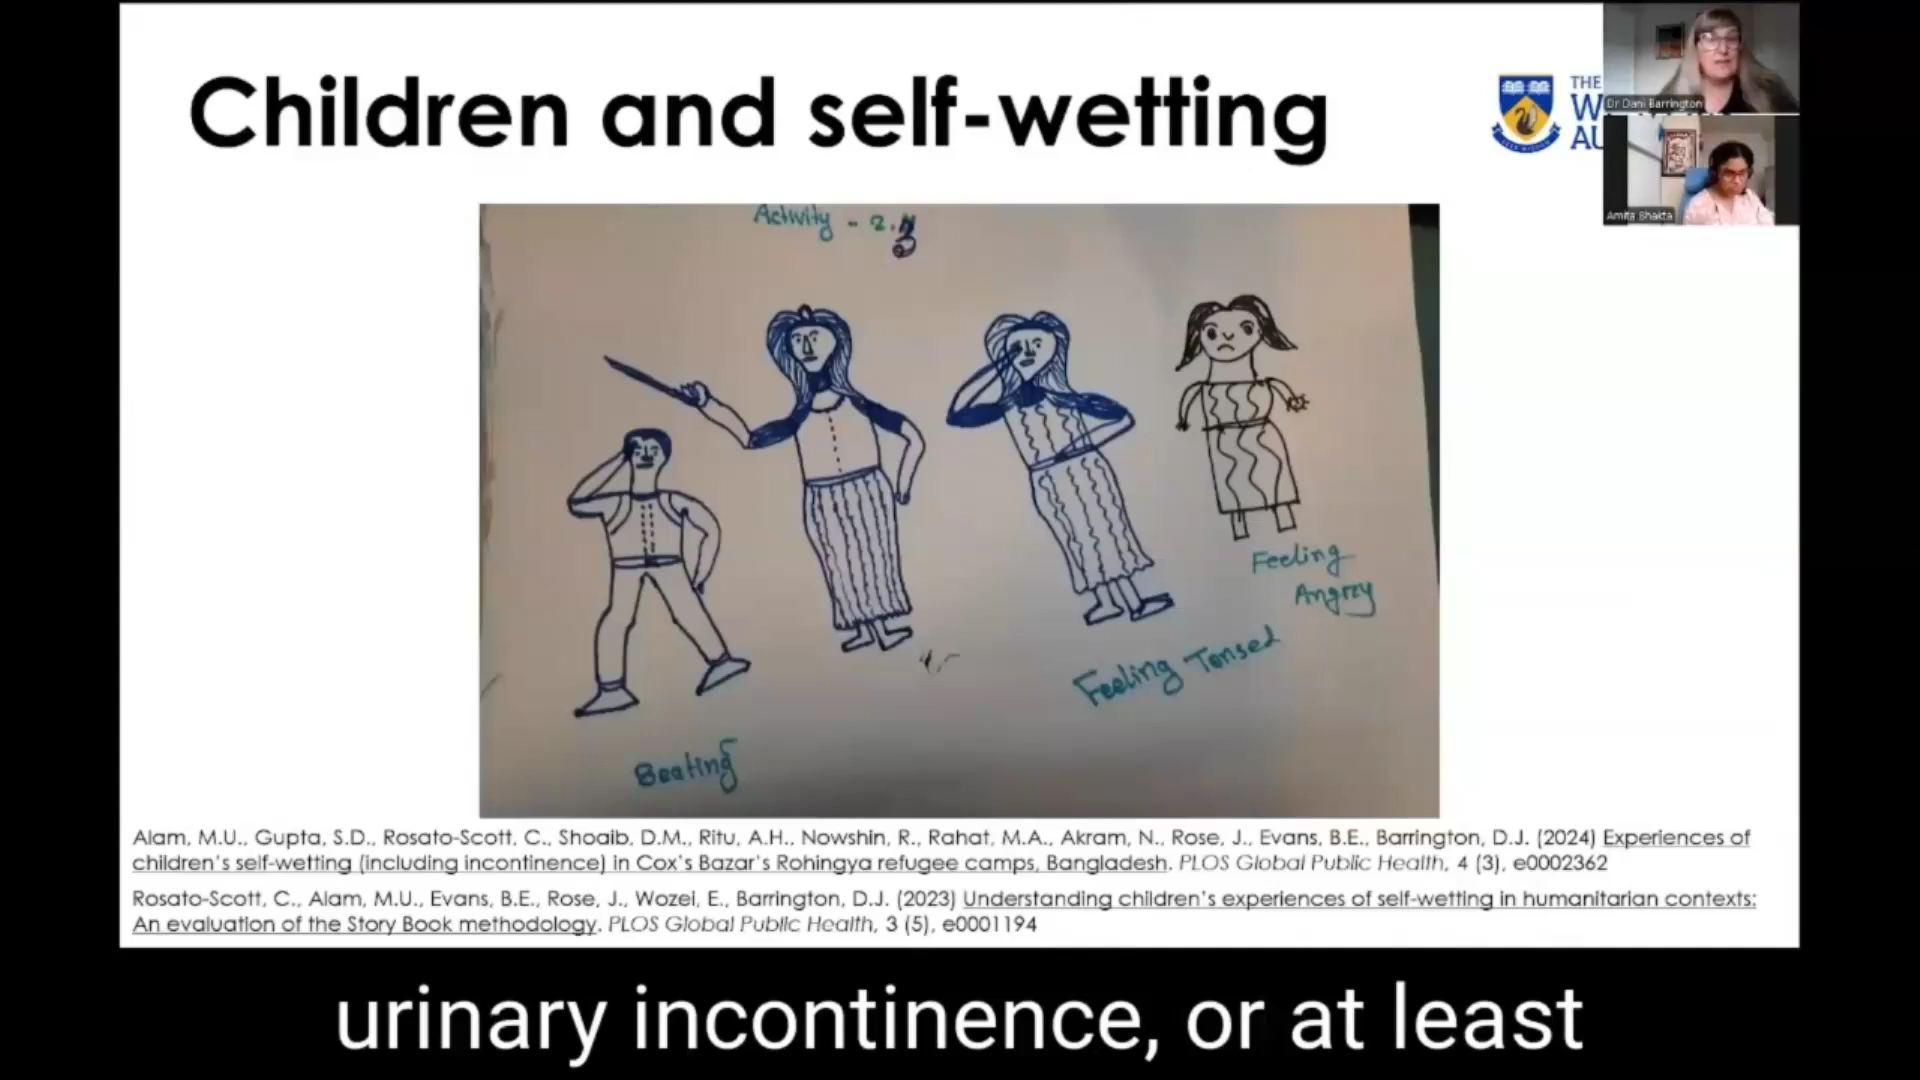 Children and self-wetting
THE
W
AU
Dr Dani Barrington
Amita Bhakta
Activity - 2.
Feeling
Angry
Feeling Tensed
Beating
Alam, M.U., Gupta, S.D., Rosato-Scott, C., Shoaib, D.M., Ritu, A.H., Nowshin, R., Rahat, M.A., Akram, N., Rose, J., Evans, B.E., Barrington, D.J. (2024) Experiences of
children's self-wetting (including incontinence) in Cox's Bazar's Rohingya refugee camps, Bangladesh. PLOS Global Public Health, 4 (3), e0002362
Rosato-Scott, C., Alam, M.U., Evans, B.E., Rose, J., Wozei, E., Barrington, D.J. (2023) Understanding children's experiences of self-wetting in humanitarian contexts:
An evaluation of the Story Book methodology. PLOS Global Public Health, 3 (5), e0001194
urinary incontinence, or at least